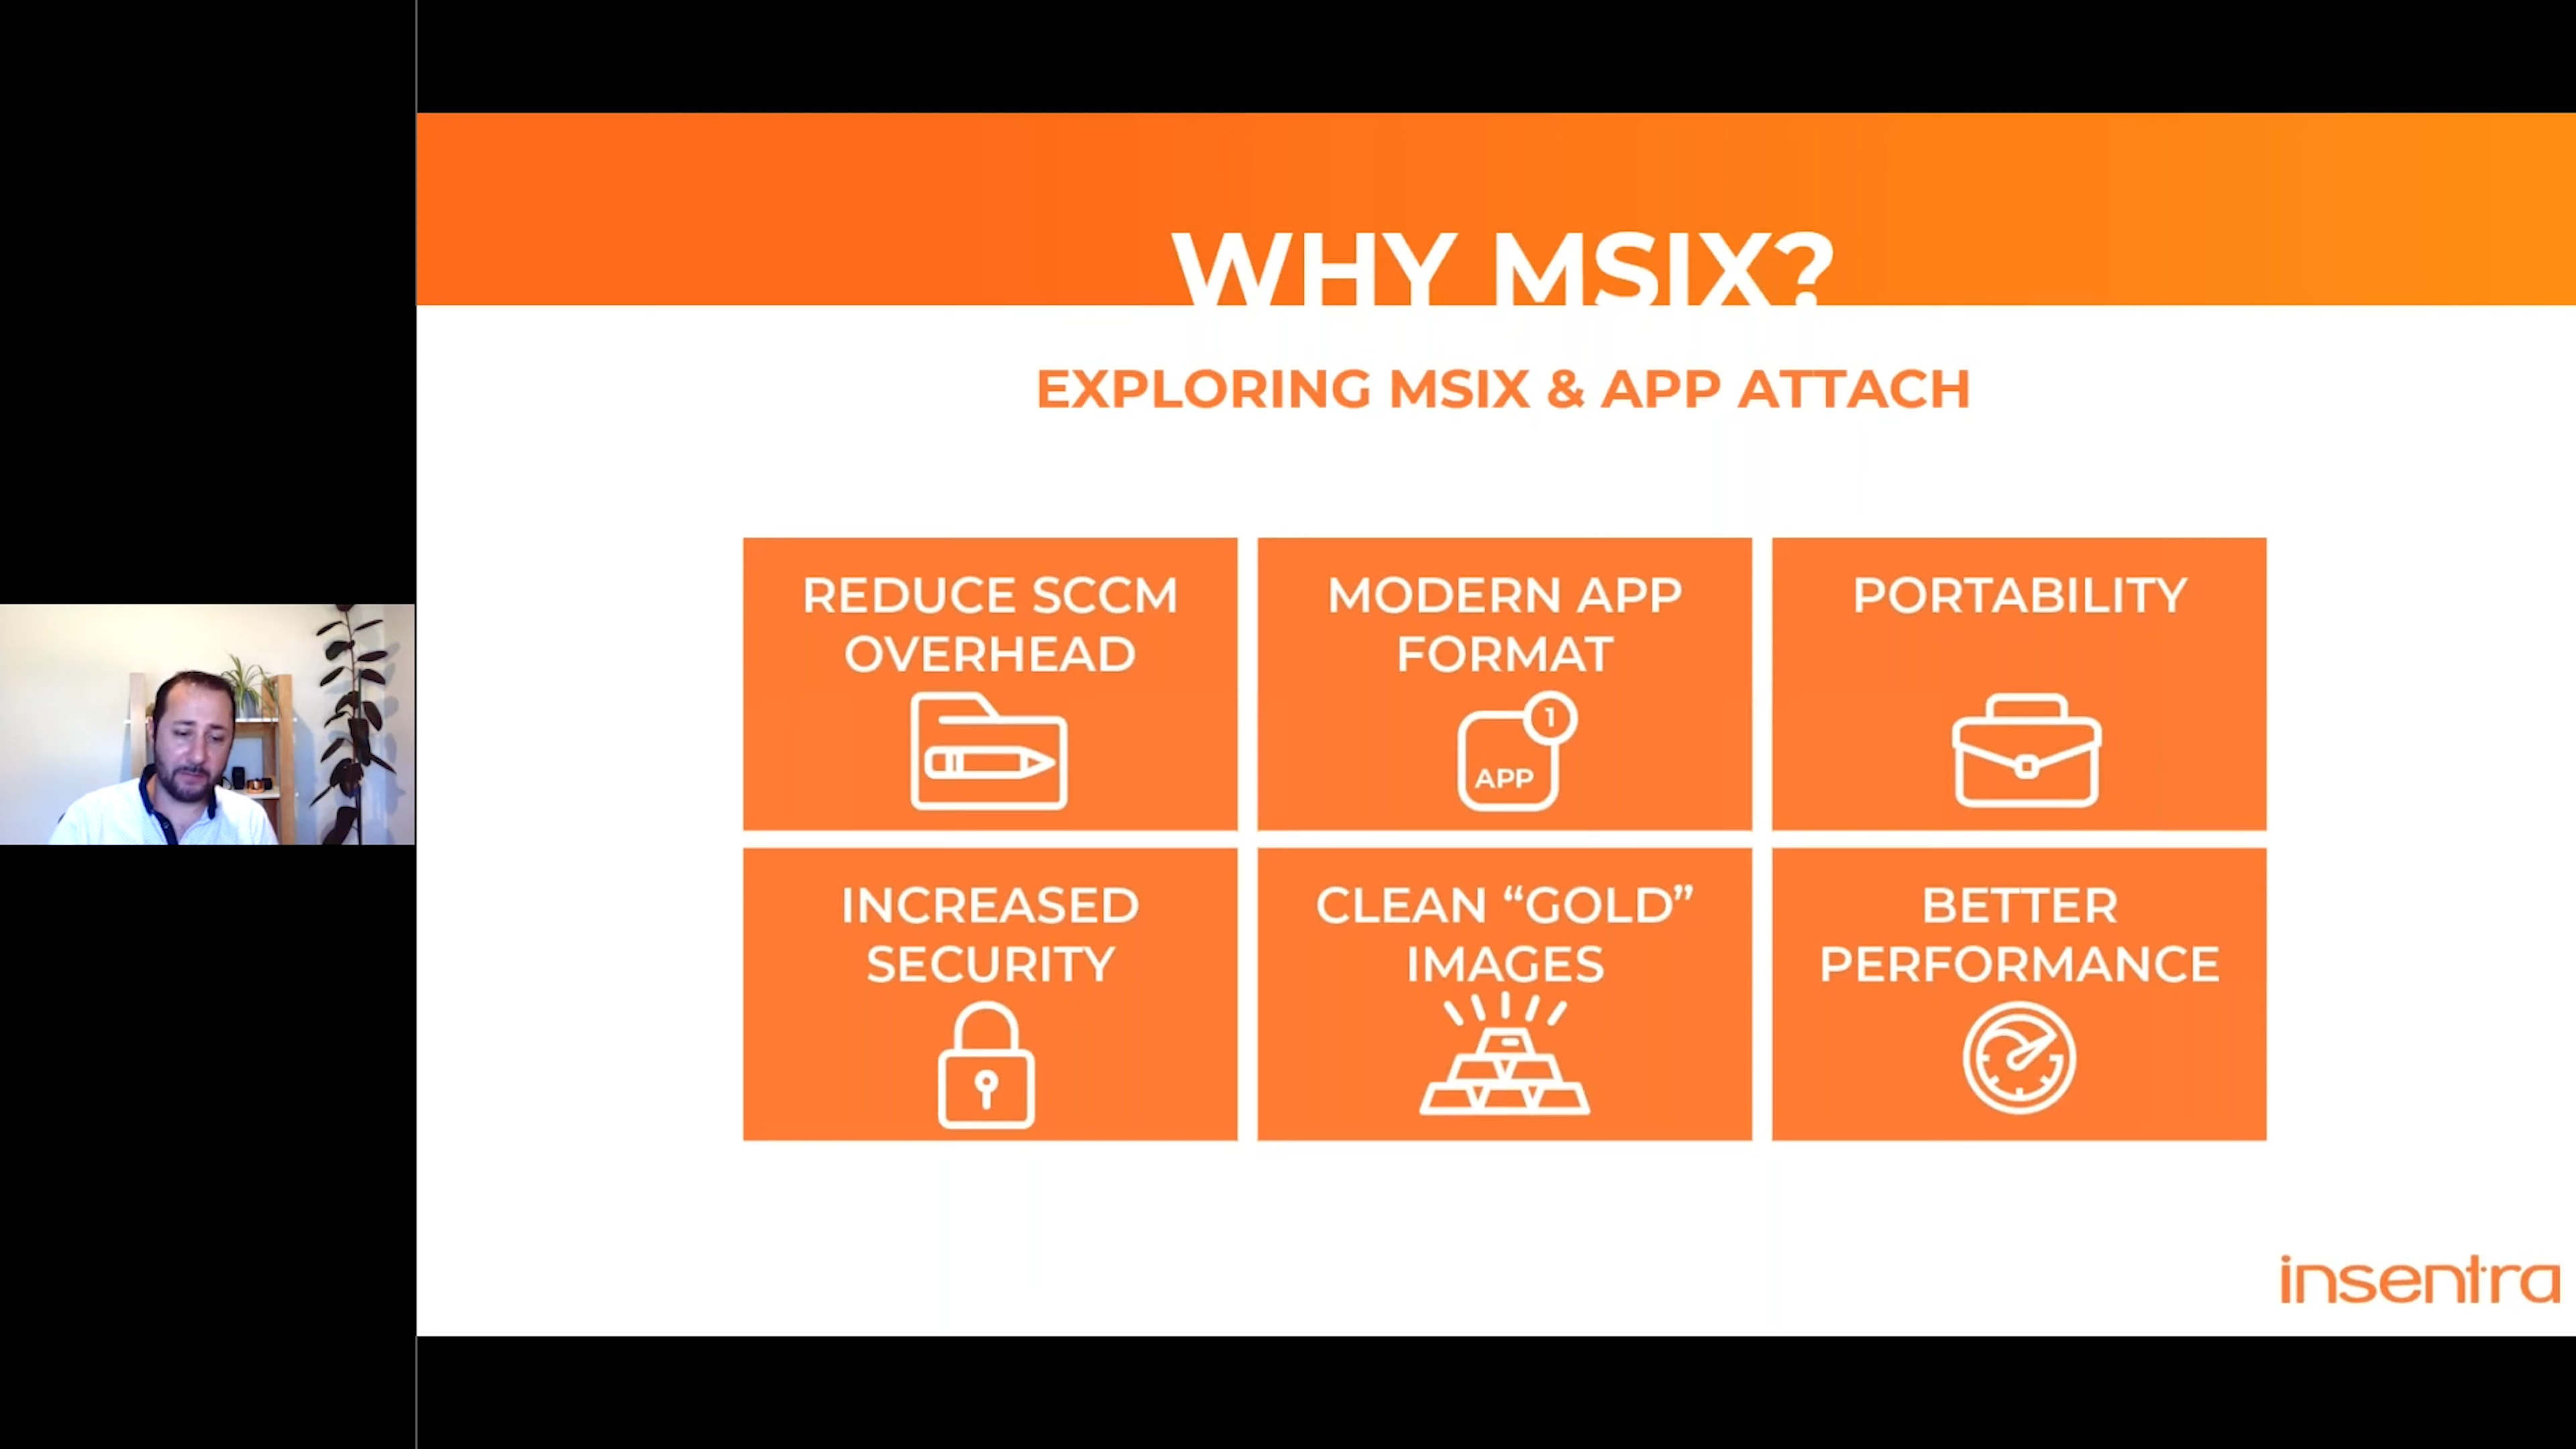 WHY MSIX?
EXPLORING MSIX & APP ATTACH
REDUCE SCCM
OVERHEAD
MODERN APP
FORMAT
1
APP
PORTABILITY
INCREASED
SECURITY
CLEAN “GOLD”
IMAGES
BETTER
PERFORMANCE
insentra